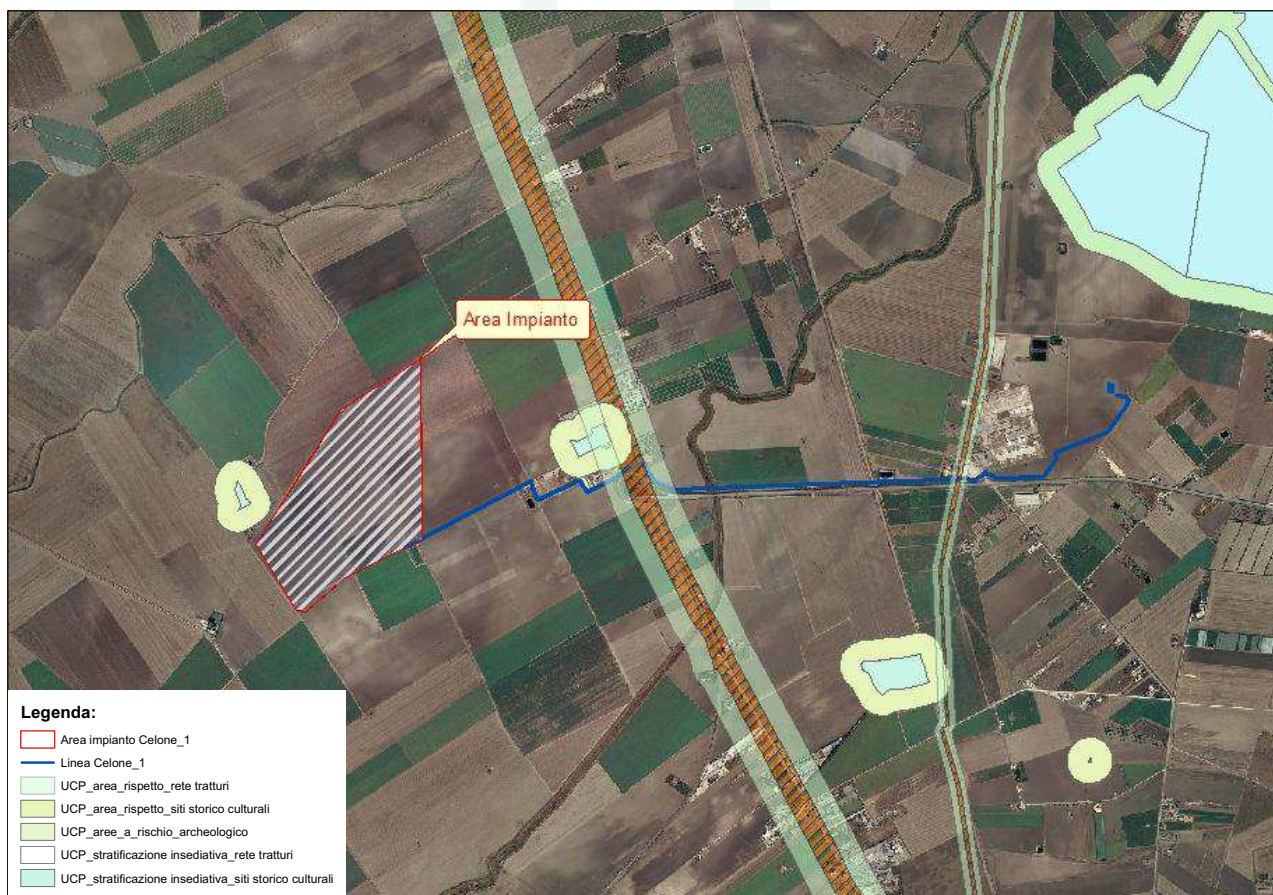 Area Impianto
Legenda:
Area impianto Celone_1
Linea Celone_1
UCP_area_rispetto_rete tratturi
UCP_area_rispetto_siti storico culturali
UCP_aree_a_rischio_archeologico
UCP_stratificazione insediativa_rete tratturi
UCP_stratificazione insediativa_siti storico culturali